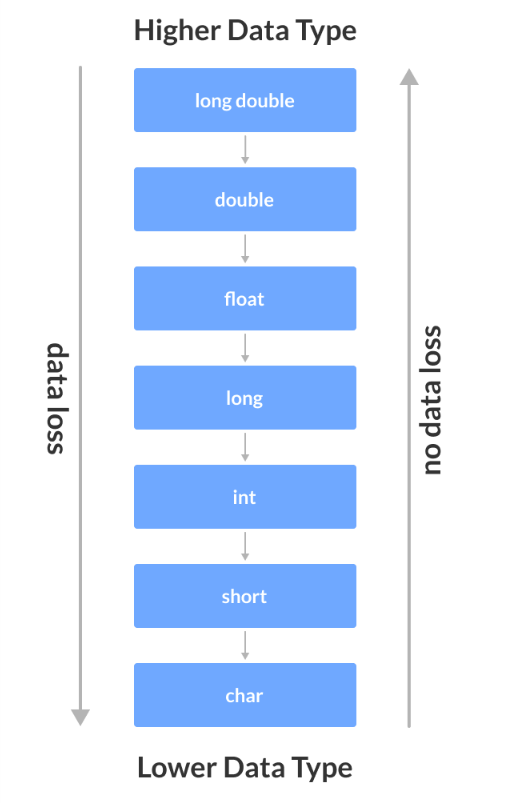 Higher Data Type
long double
double
float
long
int
short
char
Lower Data Type
data loss
no data loss